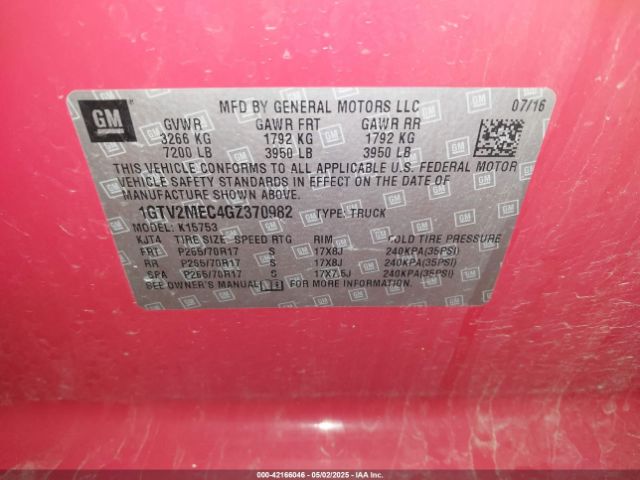 GM
MFD BY GENERAL MOTORS LLC 07/16
GVWR GAWR FRT GAWR RR
3266 KG 1792 KG 1792 KG
7200 LB 3950 LB 3950 LB
THIS VEHICLE CONFORMS TO ALL APPLICABLE U.S. FEDERAL MOTOR
VEHICLE SAFETY STANDARDS IN EFFECT ON THE DATE OF
MANUFACTURE SHOWN ABOVE.
1GTV2MEC4GZ370982 TYPE: TRUCK
MODEL: K15753
KJT4 TIRE SIZE SPEED RTG RIM COLD TIRE PRESSURE
FRT P265/70R17 S 17X8J 240KPA(35PSI)
RR P265/70R17 S 17X8J 240KPA(35PSI)
SPA P265/70R17 S 17X7.5J 240KPA(35PSI)
SEE OWNER'S MANUAL FOR MORE INFORMATION.
000-42166046 - 05/02/2025 - IAAI.COM